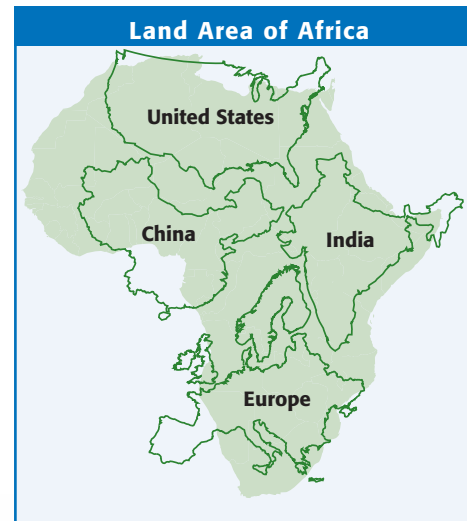 Land Area of Africa
United States
China
India
Europe